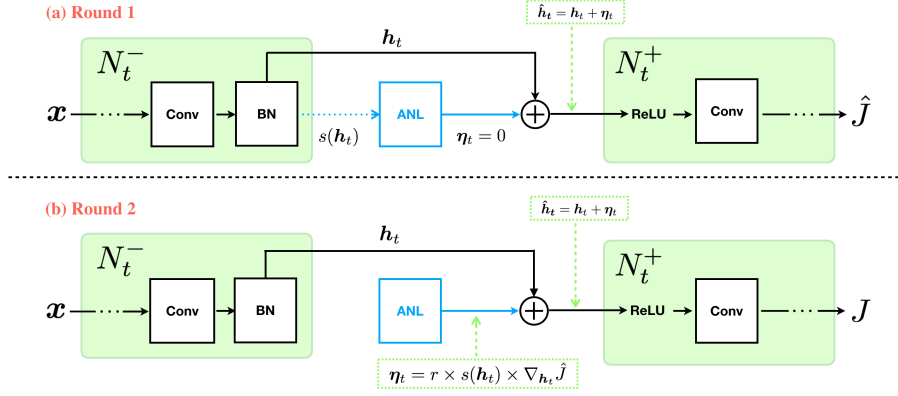 (a) Round 1
ĥ_t = h_t + η_t
N_t^-
h_t
N_t^+
x
...
Conv
BN
s(h_t)
ANL
η_t = 0
+
ReLU
Conv
...
Ĵ
(b) Round 2
ĥ_t = h_t + η_t
N_t^-
h_t
N_t^+
x
...
Conv
BN
ANL
+
ReLU
Conv
...
J
η_t = r × s(h_t) × ∇_{h_t} Ĵ